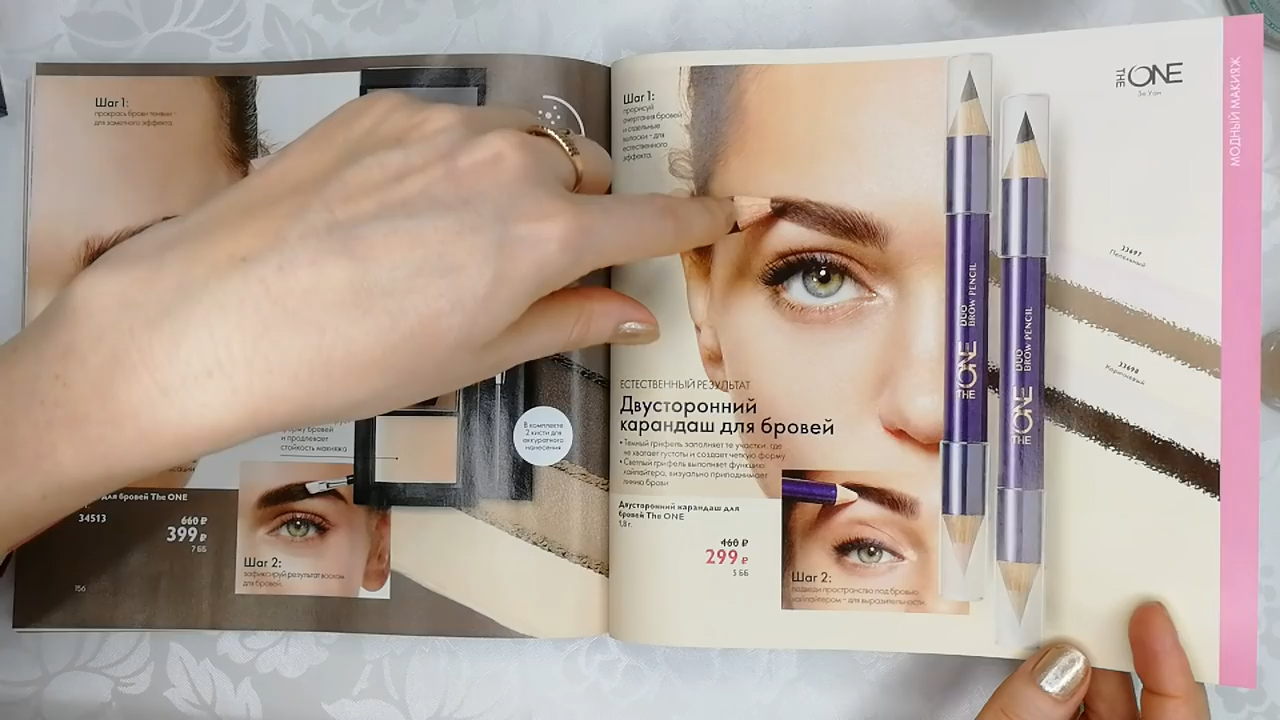 Шаг 1:
прокрась брови тенями –
для заметного эффекта.
и продлевает
стойкость макияжа
В комплекте
2 кисти для
аккуратного
нанесения
для бровей The ONE
34513
660 ₽
399 ₽
7 ББ
Шаг 2:
зафиксируй результат воском
для бровей.
156
Шаг 1:
прорисуй
очертания бровей
и отдельные
волоски – для
естественного
эффекта.
ЕСТЕСТВЕННЫЙ РЕЗУЛЬТАТ
Двусторонний
карандаш для бровей
• Темный грифель заполняет те участки, где
не хватает густоты и создает четкую форму
• Светлый грифель выполняет функцию
хайлайтера, визуально приподнимает
линию брови
Двусторонний карандаш для
бровей The ONE
1,8 г.
460 ₽
299 ₽
5 ББ
Шаг 2:
подведи пространство под бровью
хайлайтером – для выразительности.
THE ONE DUO
BROW PENCIL
THE ONE DUO
BROW PENCIL
THE ONE
Зе Уан
33697
Пепельный
33698
Коричневый
МОДНЫЙ МАКИЯЖ